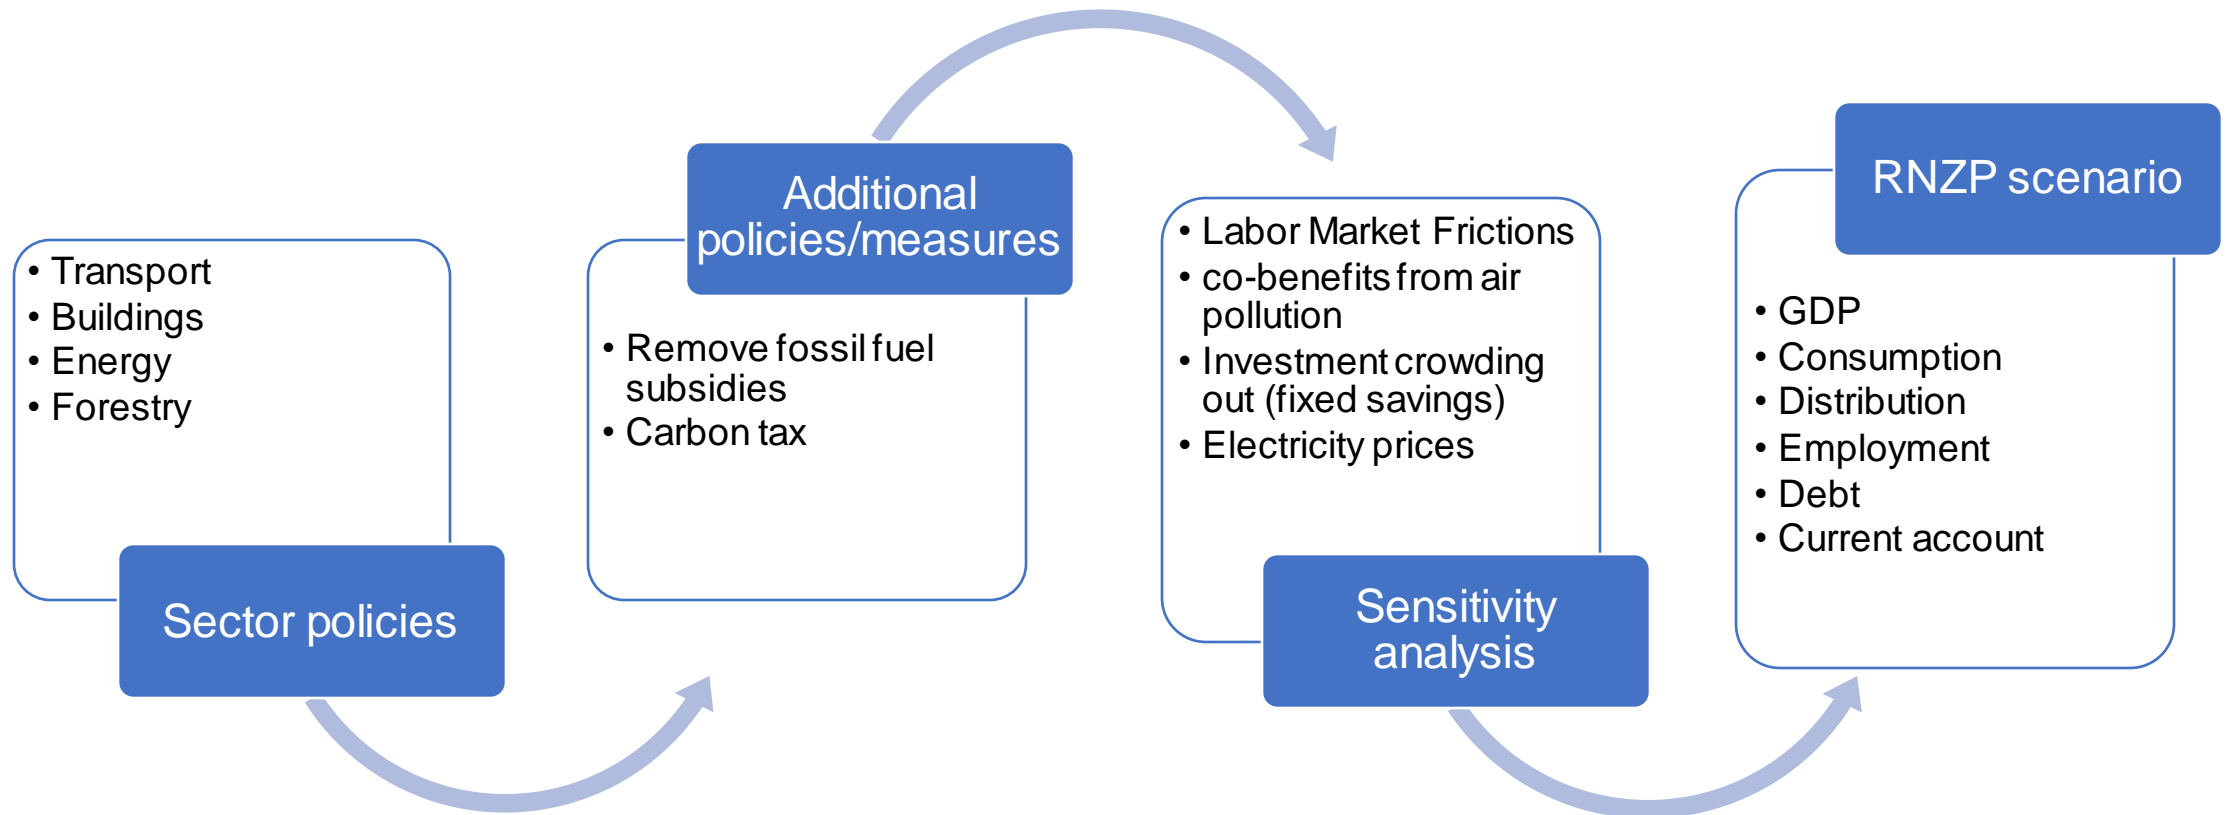 • Transport
• Buildings
• Energy
• Forestry
Sector policies
Additional
policies/measures
• Remove fossil fuel
subsidies
• Carbon tax
• Labor Market Frictions
• co-benefits from air
pollution
• Investment crowding
out (fixed savings)
• Electricity prices
Sensitivity
analysis
RNZP scenario
• GDP
• Consumption
• Distribution
• Employment
• Debt
• Current account